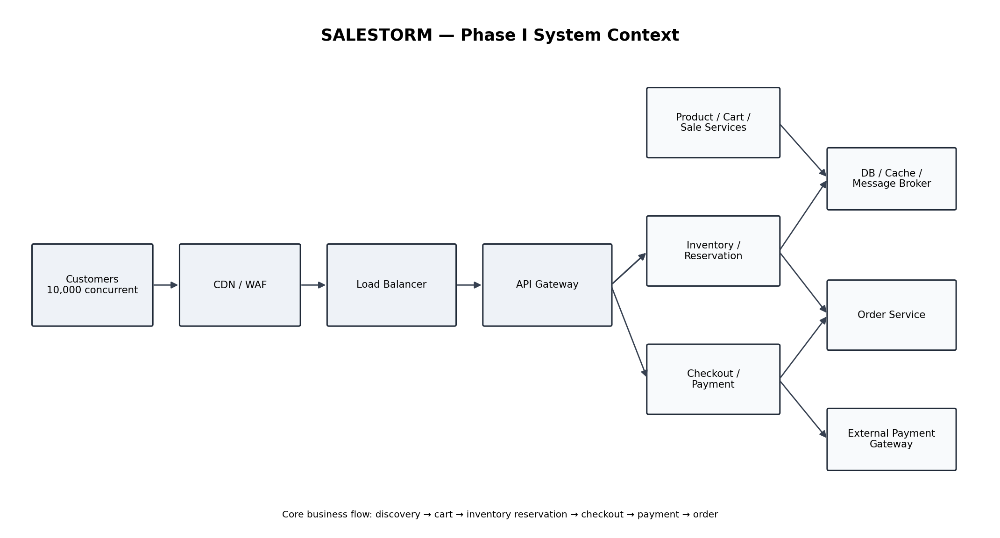 SALESTORM — Phase I System Context
Product / Cart /
Sale Services
DB / Cache /
Message Broker
Inventory /
Reservation
Customers
10,000 concurrent
CDN / WAF
Load Balancer
API Gateway
Order Service
Checkout /
Payment
External Payment
Gateway
Core business flow: discovery → cart → inventory reservation → checkout → payment → order